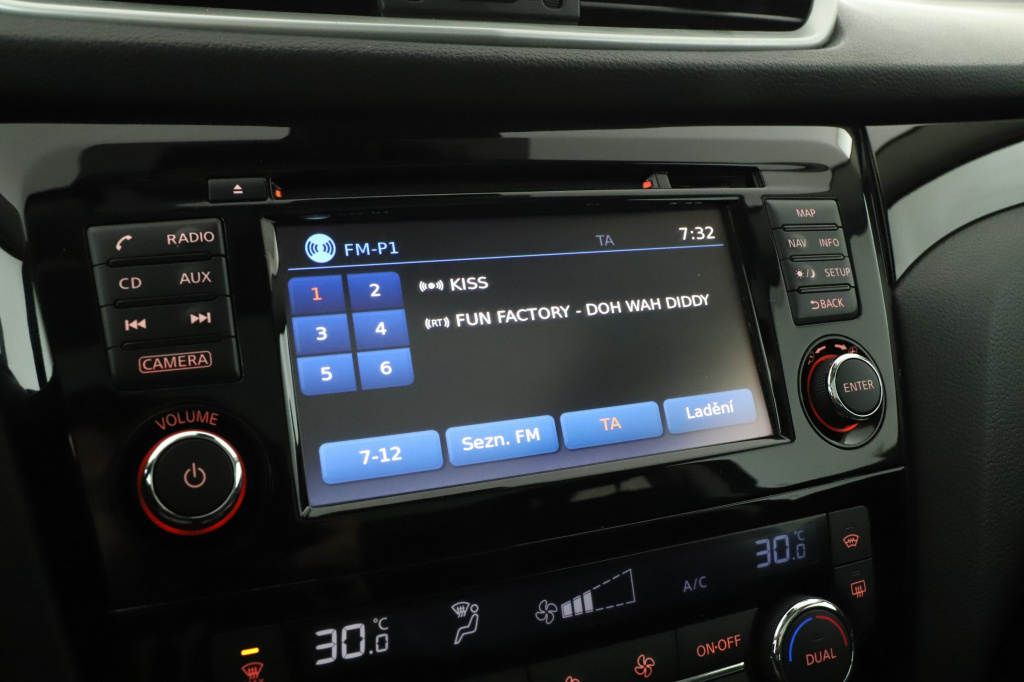 RADIO
CD AUX
CAMERA
VOLUME
FM-P1 TA 7:32
1 2 KISS
(RT) FUN FACTORY - DOH WAH DIDDY
3 4
5 6
7-12 Sezn. FM TA Ladění
MAP
NAV INFO
SETUP
BACK
ENTER
30.0 °C A/C 30.0 °C
ON·OFF
DUAL